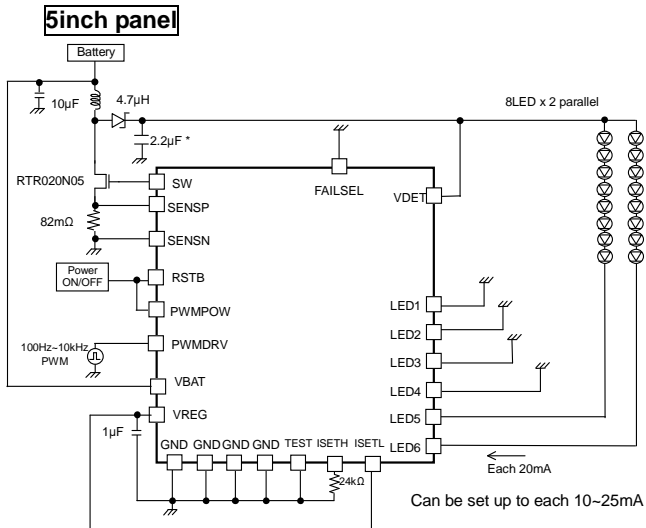 5inch panel
Battery
10μF
4.7μH
2.2μF *
8LED x 2 parallel
RTR020N05
82mΩ
SW
SENSP
SENSN
FAILSEL
VDET
Power
ON/OFF
RSTB
PWMPOW
100Hz~10kHz
PWM
PWMDRV
VBAT
VREG
1μF
LED1
LED2
LED3
LED4
LED5
LED6
GND GND GND GND TEST ISETH ISETL
24kΩ
Each 20mA
Can be set up to each 10~25mA